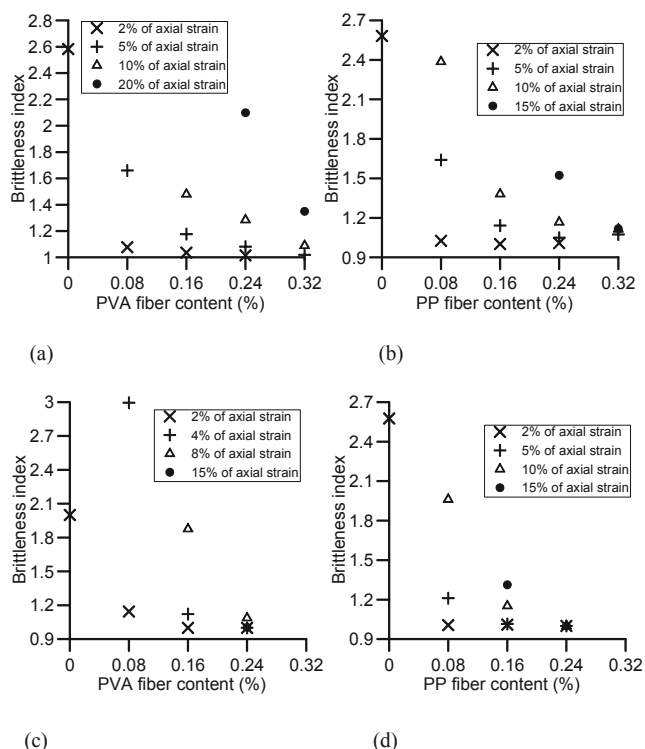 2.8
2.6
2.4
2.2
2
1.8
1.6
1.4
1.2
1
Brittleness index
2% of axial strain
5% of axial strain
10% of axial strain
20% of axial strain
0 0.08 0.16 0.24 0.32
PVA fiber content (%)
(a)
2.7
2.4
2.1
1.8
1.5
1.2
0.9
Brittleness index
2% of axial strain
5% of axial strain
10% of axial strain
15% of axial strain
0 0.08 0.16 0.24 0.32
PP fiber content (%)
(b)
3
2.7
2.4
2.1
1.8
1.5
1.2
0.9
Brittleness index
2% of axial strain
4% of axial strain
8% of axial strain
15% of axial strain
0 0.08 0.16 0.24 0.32
PVA fiber content (%)
(c)
2.7
2.4
2.1
1.8
1.5
1.2
0.9
Brittleness index
2% of axial strain
5% of axial strain
10% of axial strain
15% of axial strain
0 0.08 0.16 0.24 0.32
PP fiber content (%)
(d)